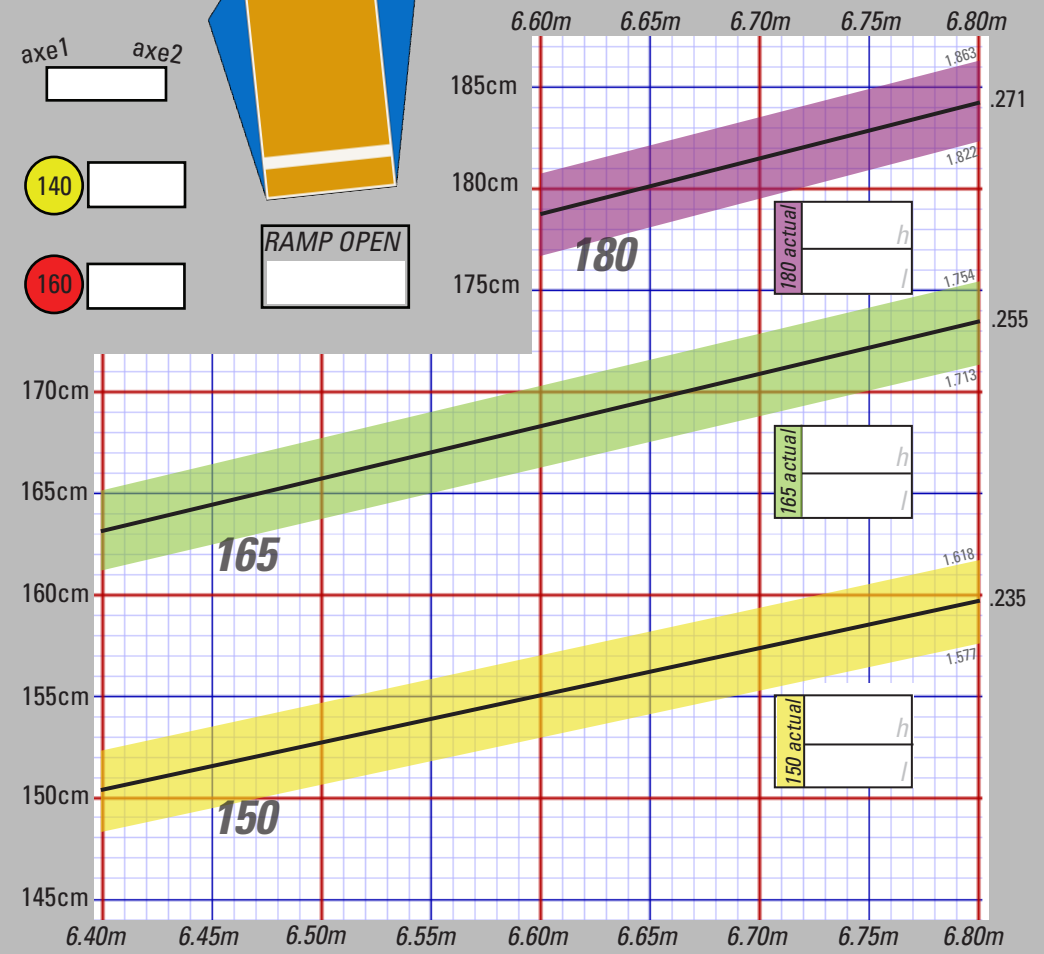 6.60m 6.65m 6.70m 6.75m 6.80m
axe1 axe2
1.863
185cm
.271
1.822
140
180cm
180 actual
h
l
RAMP OPEN
180
160
175cm
1.754
.255
1.713
170cm
165 actual
h
l
165cm
165
1.618
160cm
.235
1.577
155cm
150 actual
h
l
150cm
150
145cm
6.40m 6.45m 6.50m 6.55m 6.60m 6.65m 6.70m 6.75m 6.80m